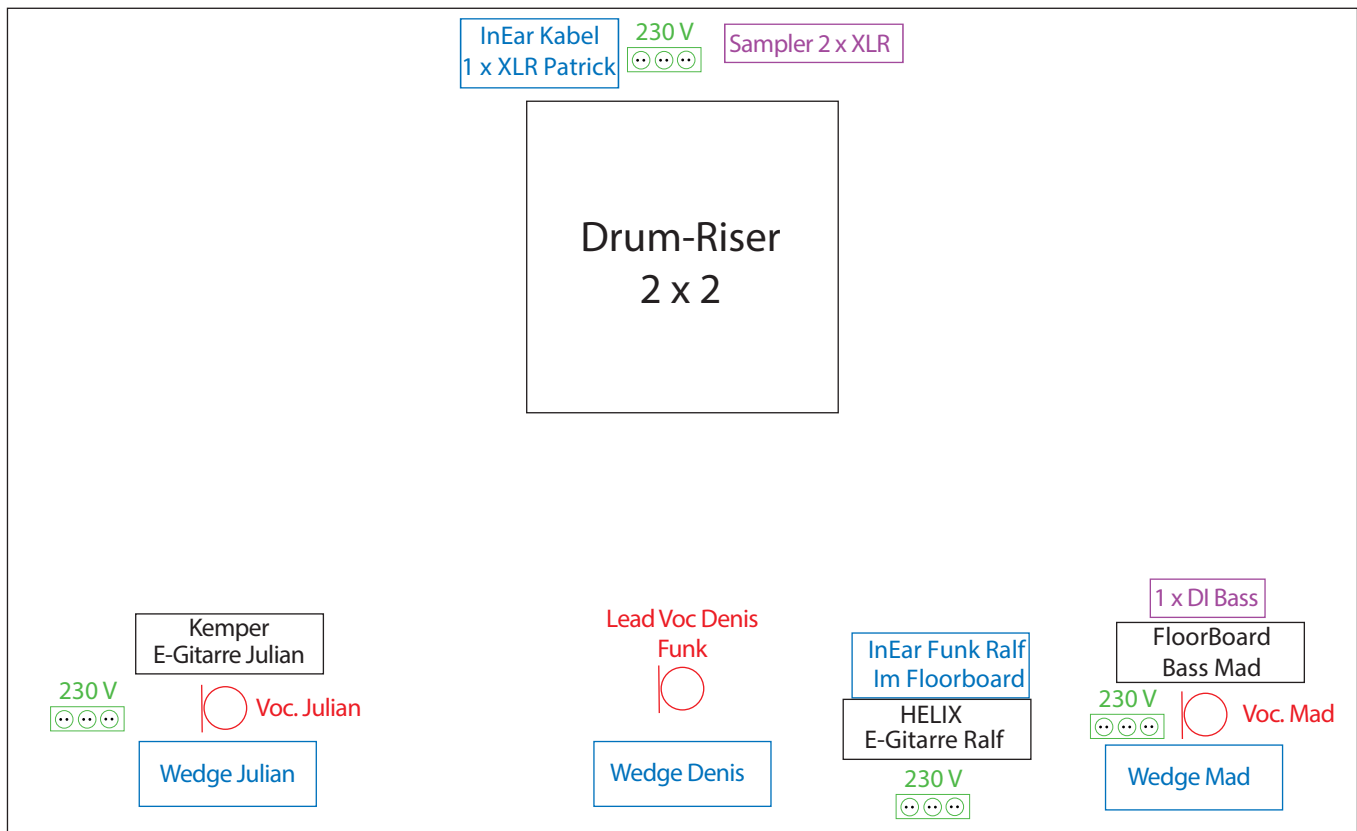 InEar Kabel
1 x XLR Patrick
230 V
Sampler 2 x XLR
Drum-Riser
2 x 2
Kemper
E-Gitarre Julian
230 V
Voc. Julian
Wedge Julian
Lead Voc Denis
Funk
Wedge Denis
InEar Funk Ralf
Im Floorboard
HELIX
E-Gitarre Ralf
230 V
1 x DI Bass
FloorBoard
Bass Mad
230 V
Voc. Mad
Wedge Mad